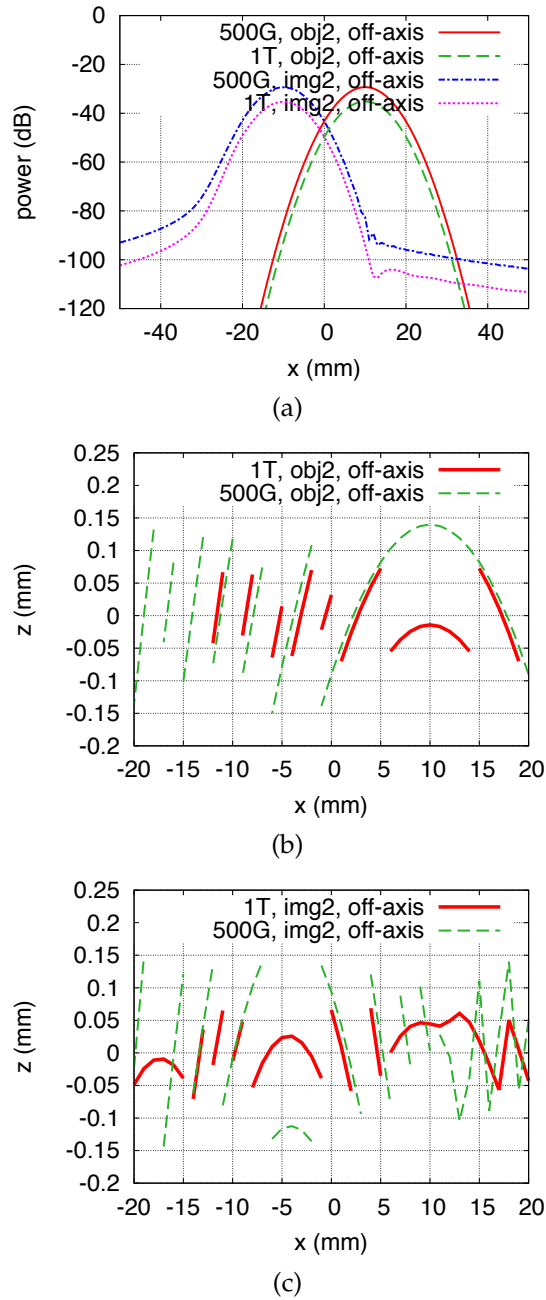 0
-20
-40
-60
-80
-100
-120
power (dB)
500G, obj2, off-axis
1T, obj2, off-axis
500G, img2, off-axis
1T, img2, off-axis
-40 -20 0 20 40
x (mm)
(a)
0.25
0.2
0.15
0.1
0.05
0
-0.05
-0.1
-0.15
-0.2
z (mm)
1T, obj2, off-axis
500G, obj2, off-axis
-20 -15 -10 -5 0 5 10 15 20
x (mm)
(b)
0.25
0.2
0.15
0.1
0.05
0
-0.05
-0.1
-0.15
-0.2
z (mm)
1T, img2, off-axis
500G, img2, off-axis
-20 -15 -10 -5 0 5 10 15 20
x (mm)
(c)